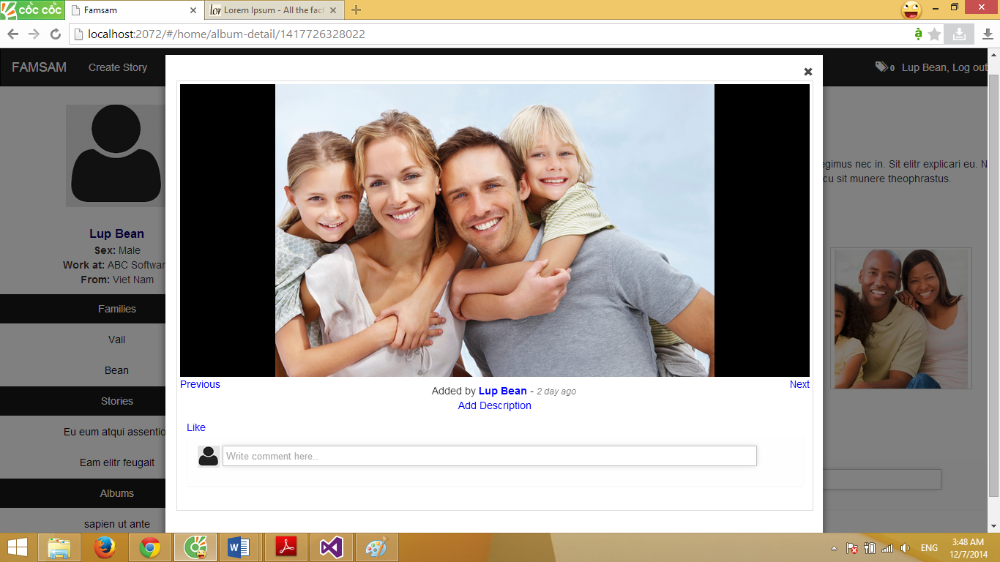 cốc cốc
Famsam
Lorem Ipsum - All the fact
localhost:2072/#/home/album-detail/1417726328022
FAMSAM
Create Story
0
Lup Bean, Log out
Lup Bean
Sex: Male
Work at: ABC Softwar
From: Viet Nam
Families
Vail
Bean
Stories
Eu eum atqui assentio
Eam elitr feugait
Albums
sapien ut ante
egimus nec in. Sit elitr explicari eu. N
cu sit munere theophrastus.
Previous
Next
Added by Lup Bean - 2 day ago
Add Description
Like
Write comment here..
ENG
3:48 AM
12/7/2014